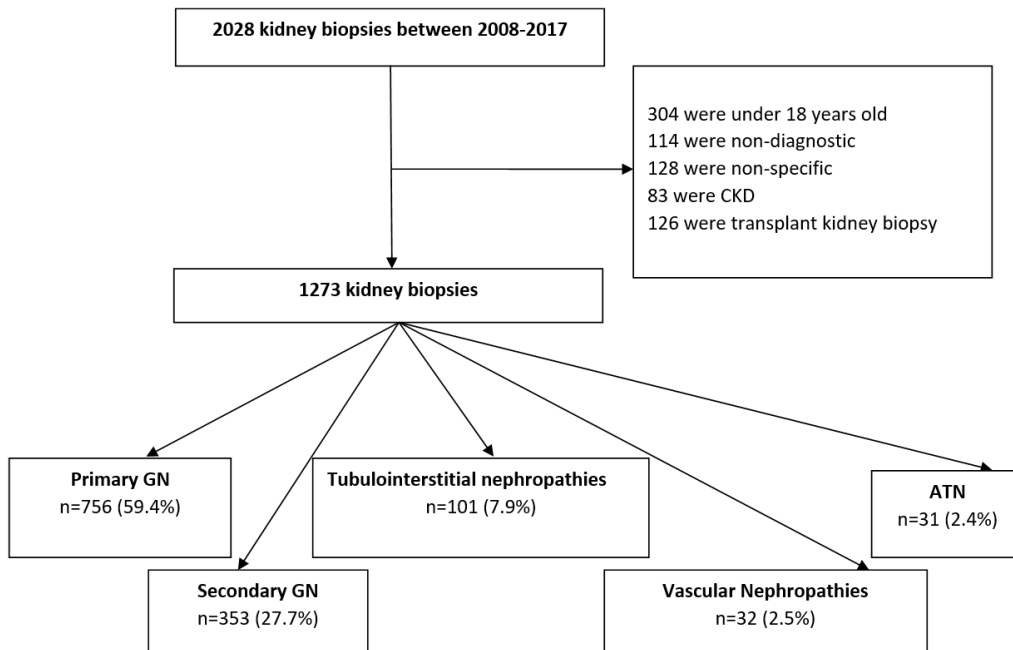 2028 kidney biopsies between 2008-2017
304 were under 18 years old
114 were non-diagnostic
128 were non-specific
83 were CKD
126 were transplant kidney biopsy
1273 kidney biopsies
Primary GN
n=756 (59.4%)
Tubulointerstitial nephropathies
n=101 (7.9%)
ATN
n=31 (2.4%)
Secondary GN
n=353 (27.7%)
Vascular Nephropathies
n=32 (2.5%)